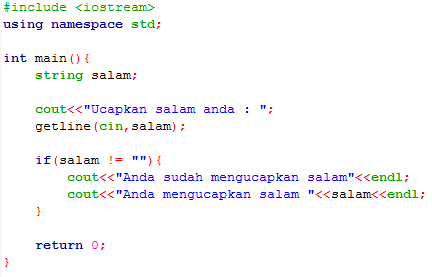 #include <iostream>
using namespace std;
int main(){
string salam;
cout<<"Ucapkan salam anda : ";
getline(cin,salam);
if(salam != ""){
cout<<"Anda sudah mengucapkan salam"<<endl;
cout<<"Anda mengucapkan salam "<<salam<<endl;
}
return 0;
}